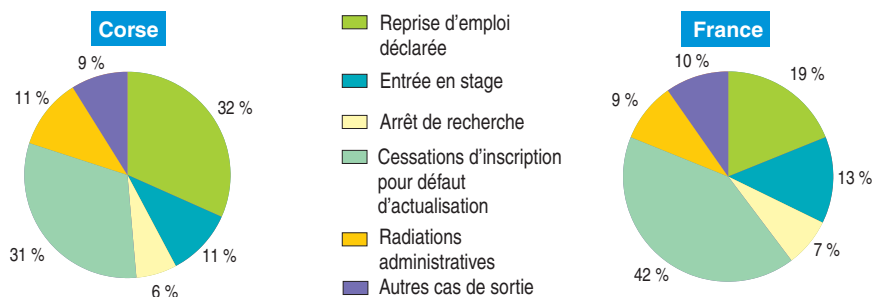 Corse
9 %
11 %
32 %
31 %
11 %
6 %
Reprise d’emploi
déclarée
Entrée en stage
Arrêt de recherche
Cessations d’inscription
pour défaut
d’actualisation
Radiations
administratives
Autres cas de sortie
France
10 %
19 %
9 %
13 %
7 %
42 %